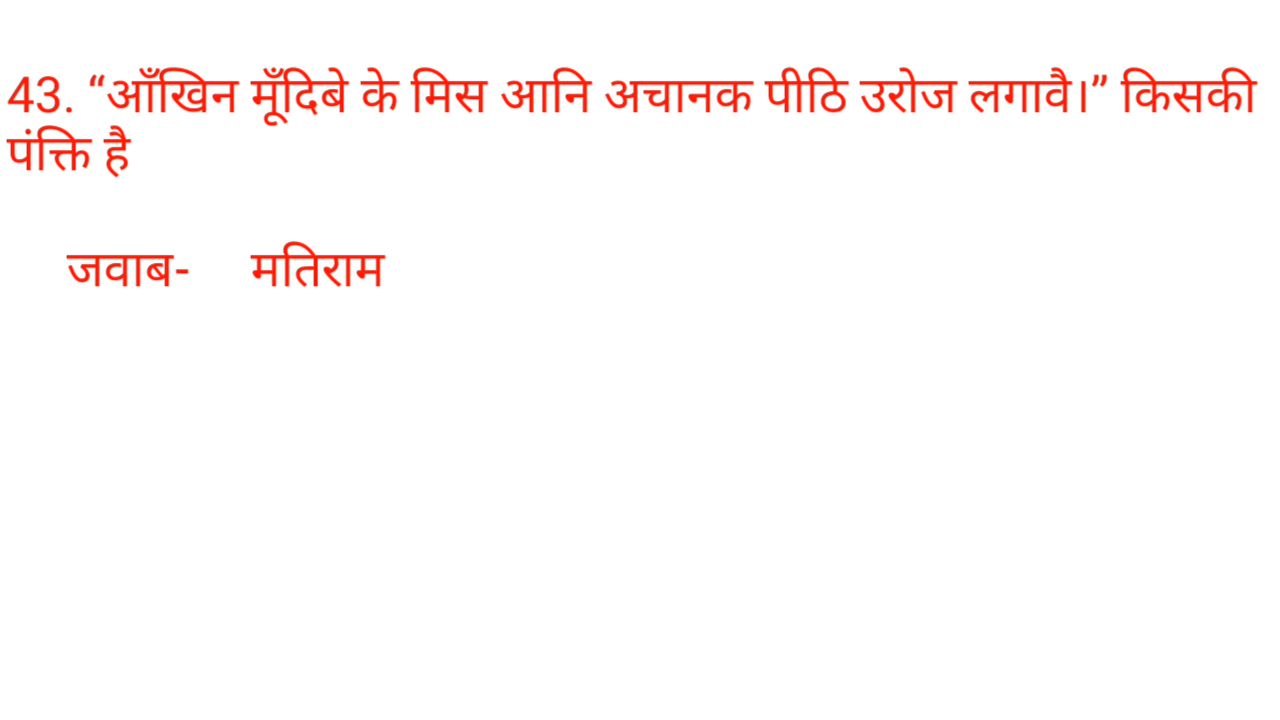 43. “आँखिन मूँदिबे के मिस आनि अचानक पीठि उरोज लगावै।” किसकी
पंक्ति है
जवाब- मतिराम